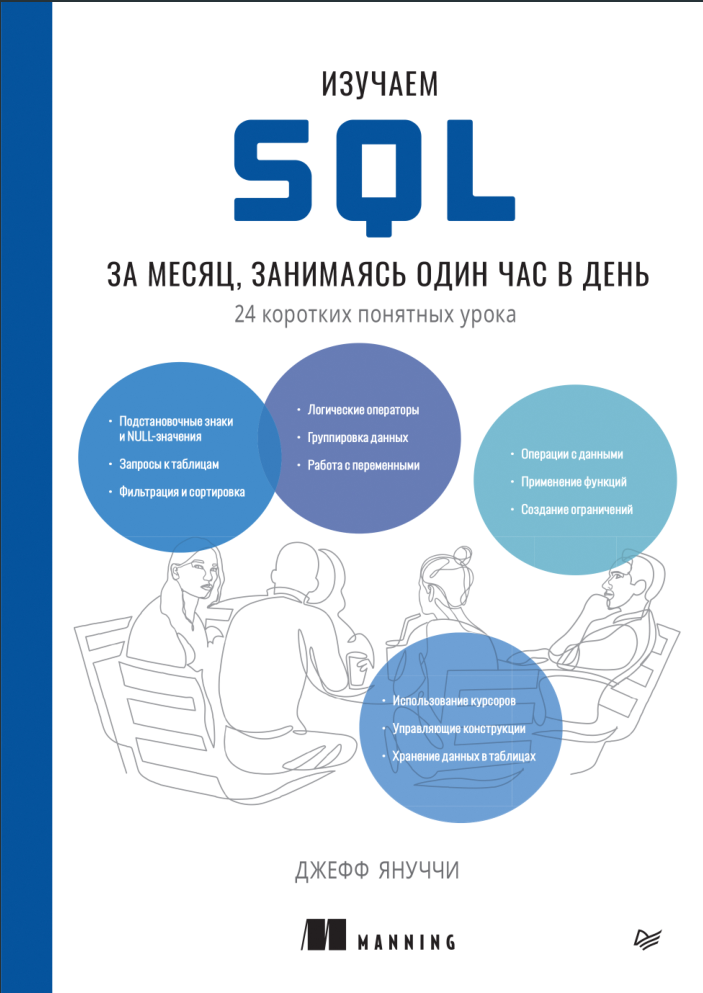 ИЗУЧАЕМ
SQL
ЗА МЕСЯЦ, ЗАНИМАЯСЬ ОДИН ЧАС В ДЕНЬ
24 коротких понятных урока
• Подстановочные знаки
и NULL-значения
• Запросы к таблицам
• Фильтрация и сортировка
• Логические операторы
• Группировка данных
• Работа с переменными
• Операции с данными
• Применение функций
• Создание ограничений
• Использование курсоров
• Управляющие конструкции
• Хранение данных в таблицах
ДЖЕФФ ЯНУЧЧИ
MANNING